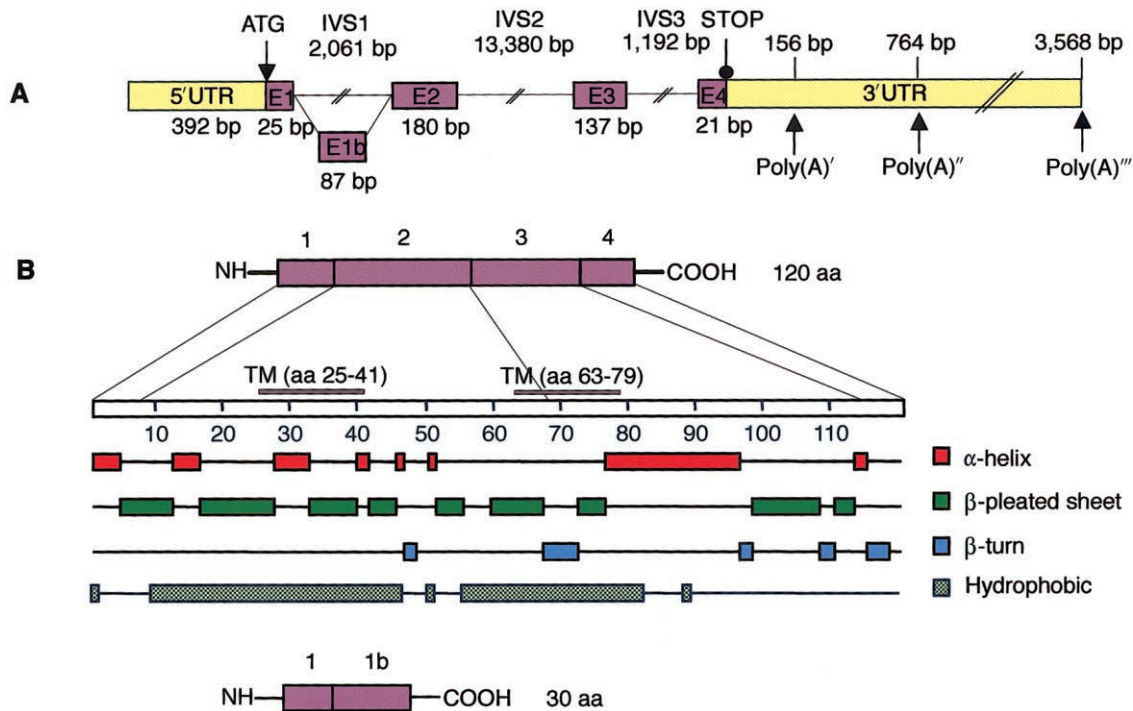 ATG IVS1 IVS2 IVS3 STOP
2,061 bp 13,380 bp 1,192 bp 156 bp 764 bp 3,568 bp
A 5′UTR E1 E2 E3 E4 3′UTR
392 bp 25 bp 180 bp 137 bp 21 bp
E1b
87 bp
Poly(A)′ Poly(A)″ Poly(A)‴
B
1 2 3 4
NH COOH 120 aa
TM (aa 25-41) TM (aa 63-79)
10 20 30 40 50 60 70 80 90 100 110
α-helix
β-pleated sheet
β-turn
Hydrophobic
1 1b
NH COOH 30 aa